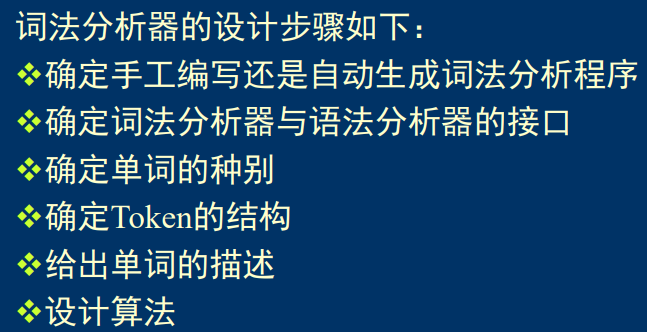 词法分析器的设计步骤如下：
❖确定手工编写还是自动生成词法分析程序
❖确定词法分析器与语法分析器的接口
❖确定单词的种别
❖确定Token的结构
❖给出单词的描述
❖设计算法